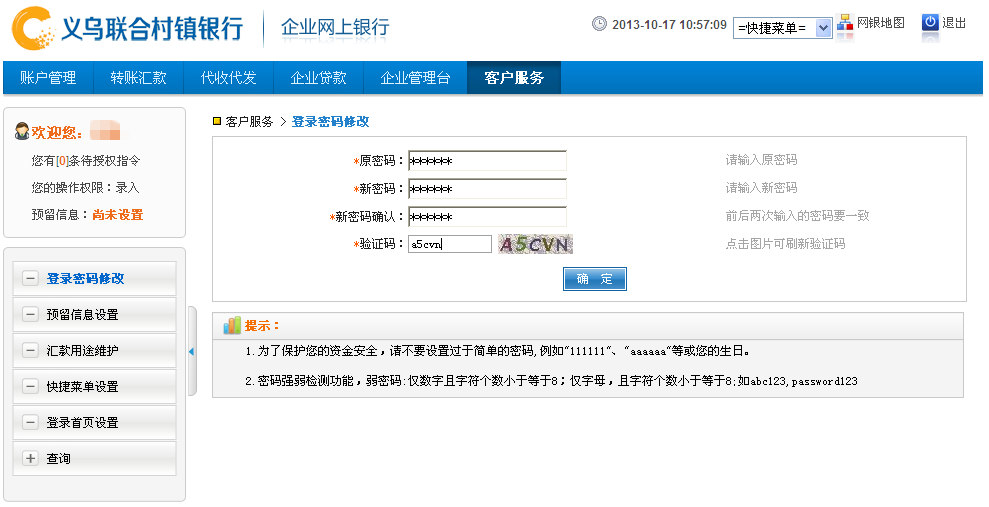 义乌联合村镇银行 企业网上银行 2013-10-17 10:57:09 =快捷菜单= 网银地图 退出
账户管理 转账汇款 代收代发 企业贷款 企业管理台 客户服务
欢迎您：
您有[0]条待授权指令
您的操作权限：录入
预留信息：尚未设置
登录密码修改
预留信息设置
汇款用途维护
快捷菜单设置
登录首页设置
查询
客户服务 > 登录密码修改
*原密码：****** 请输入原密码
*新密码：****** 请输入新密码
*新密码确认：****** 前后两次输入的密码要一致
*验证码：a5cvn A5CVN 点击图片可刷新验证码
确 定
提示：
1.为了保护您的资金安全，请不要设置过于简单的密码,例如"111111"、"aaaaaa"等或您的生日。
2.密码强弱检测功能，弱密码:仅数字且字符个数小于等于8；仅字母，且字符个数小于等于8;如abc123,password123